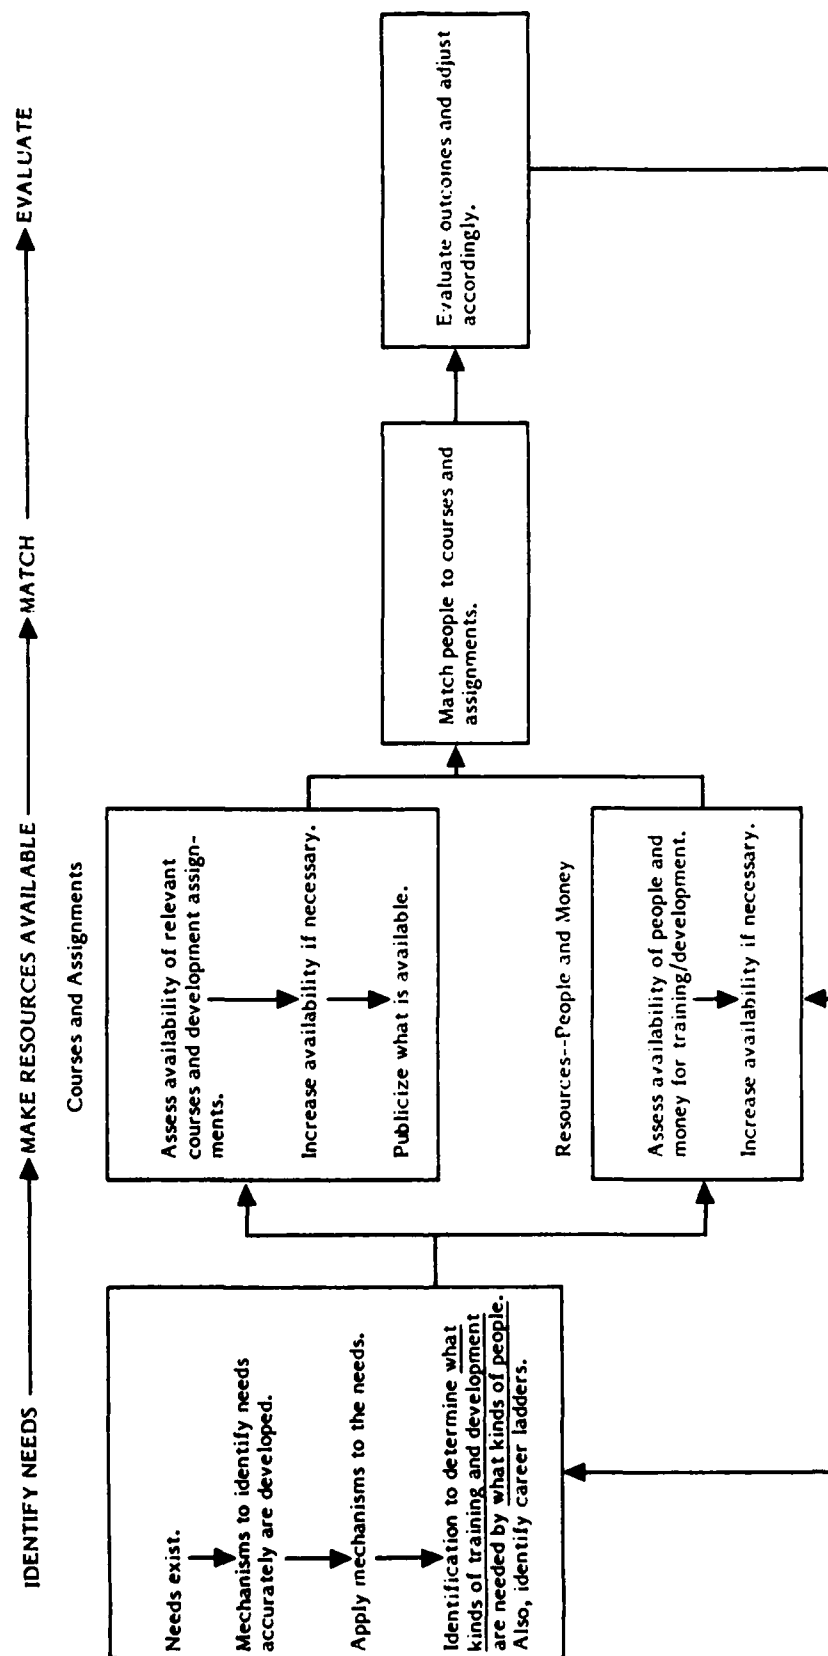 IDENTIFY NEEDS
MAKE RESOURCES AVAILABLE
MATCH
EVALUATE
Needs exist.
Mechanisms to identify needs
accurately are developed.
Apply mechanisms to the needs.
Identification to determine what
kinds of training and development
are needed by what kinds of people.
Also, identify career ladders.
Courses and Assignments
Assess availability of relevant
courses and development assign-
ments.
Increase availability if necessary.
Publicize what is available.
Resources--People and Money
Assess availability of people and
money for training/development.
Increase availability if necessary.
Match people to courses and
assignments.
Evaluate outcomes and adjust
accordingly.